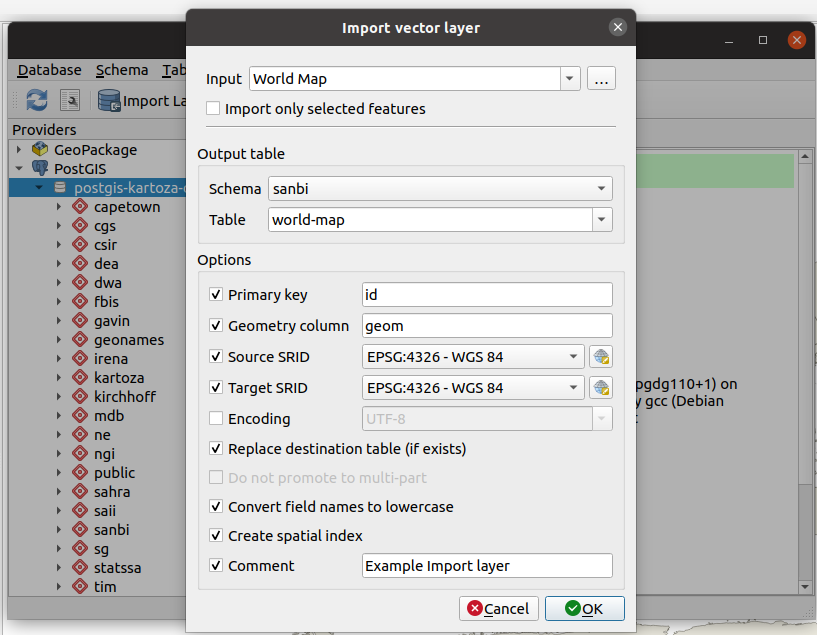 Import vector layer
Database Schema Tab
Import La
Providers
GeoPackage
PostGIS
postgis-kartoza-
capetown
cgs
csir
dea
dwa
fbis
gavin
geonames
irena
kartoza
kirchhoff
mdb
ne
ngi
public
sahra
saii
sanbi
sg
statssa
tim
Input World Map ...
Import only selected features
Output table
Schema sanbi
Table world-map
Options
Primary key id
Geometry column geom
Source SRID EPSG:4326 - WGS 84
Target SRID EPSG:4326 - WGS 84
Encoding UTF-8
Replace destination table (if exists)
Do not promote to multi-part
Convert field names to lowercase
Create spatial index
Comment Example Import layer
Cancel OK
pgdg110+1) on
y gcc (Debian